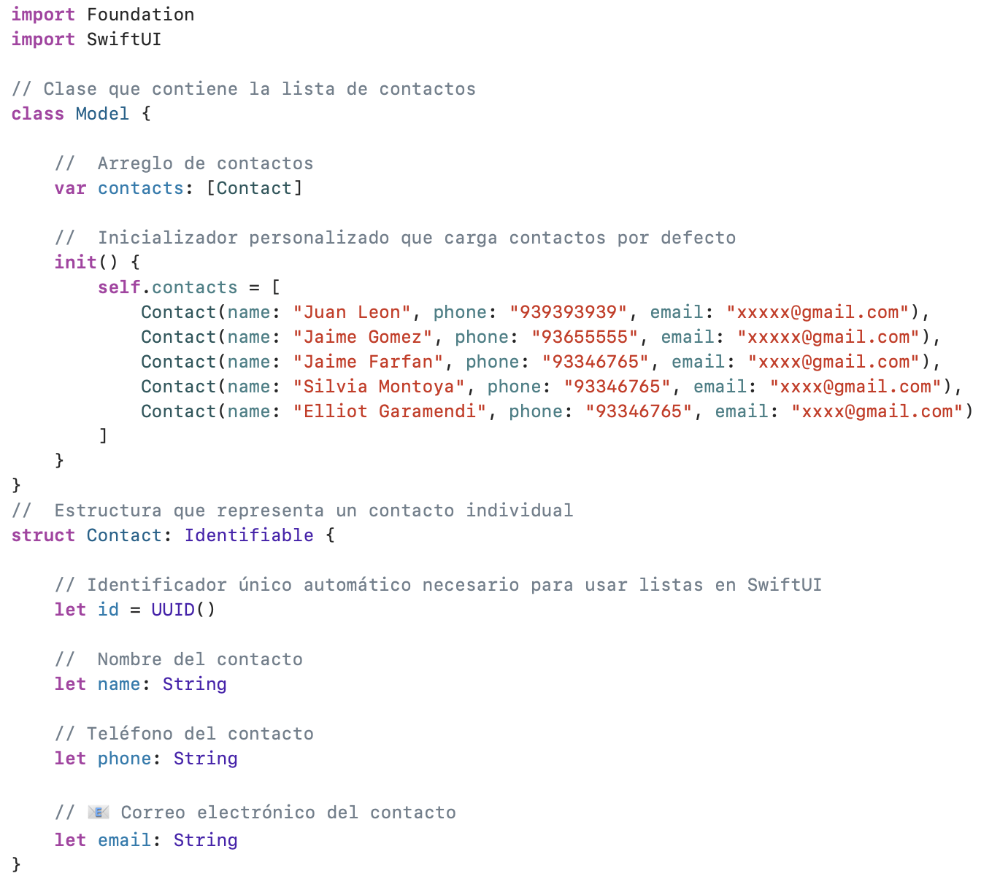 import Foundation
import SwiftUI
// Clase que contiene la lista de contactos
class Model {
//  Arreglo de contactos
var contacts: [Contact]
//  Inicializador personalizado que carga contactos por defecto
init() {
self.contacts = [
Contact(name: "Juan Leon", phone: "939393939", email: "xxxxx@gmail.com"),
Contact(name: "Jaime Gomez", phone: "93655555", email: "xxxxx@gmail.com"),
Contact(name: "Jaime Farfan", phone: "93346765", email: "xxxx@gmail.com"),
Contact(name: "Silvia Montoya", phone: "93346765", email: "xxxx@gmail.com"),
Contact(name: "Elliot Garamendi", phone: "93346765", email: "xxxx@gmail.com")
]
}
}
//  Estructura que representa un contacto individual
struct Contact: Identifiable {
// Identificador único automático necesario para usar listas en SwiftUI
let id = UUID()
//  Nombre del contacto
let name: String
// Teléfono del contacto
let phone: String
// 📧 Correo electrónico del contacto
let email: String
}